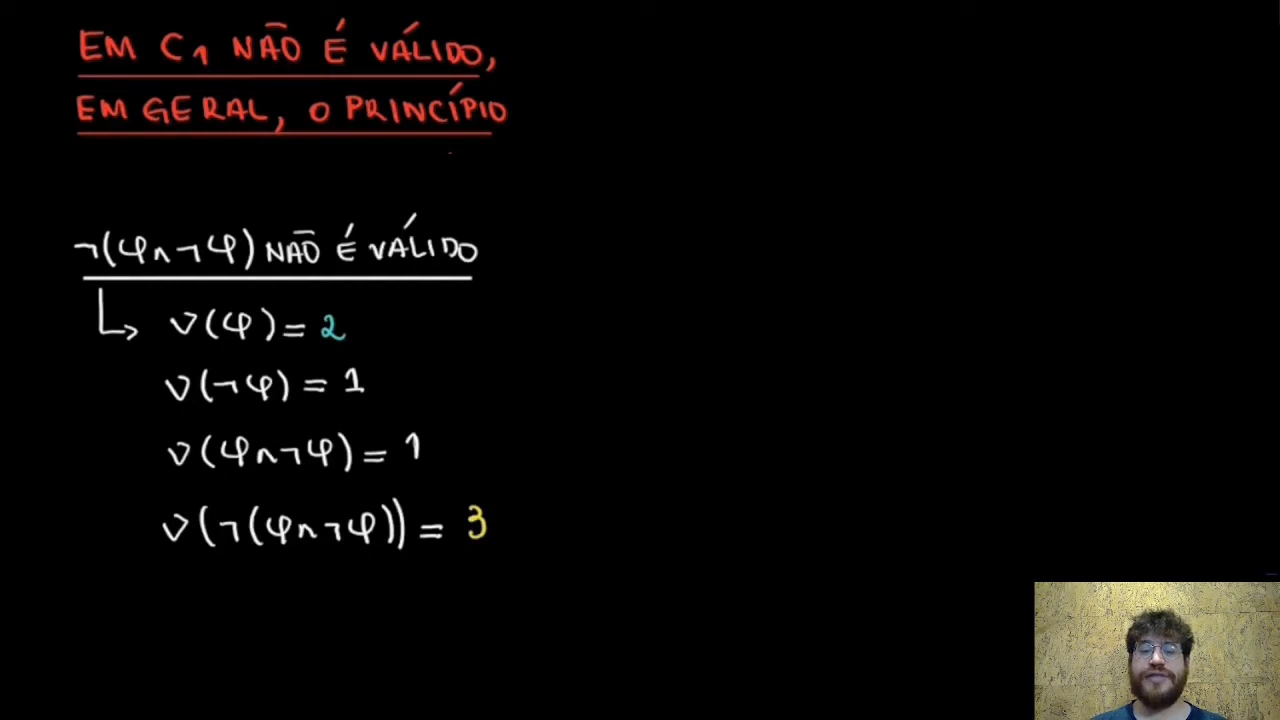 EM C1 NÃO É VÁLIDO,
EM GERAL, O PRINCÍPIO
¬(φ∧¬φ) NÃO É VÁLIDO
v(φ) = 2
v(¬φ) = 1
v(φ∧¬φ) = 1
v(¬(φ∧¬φ)) = 3